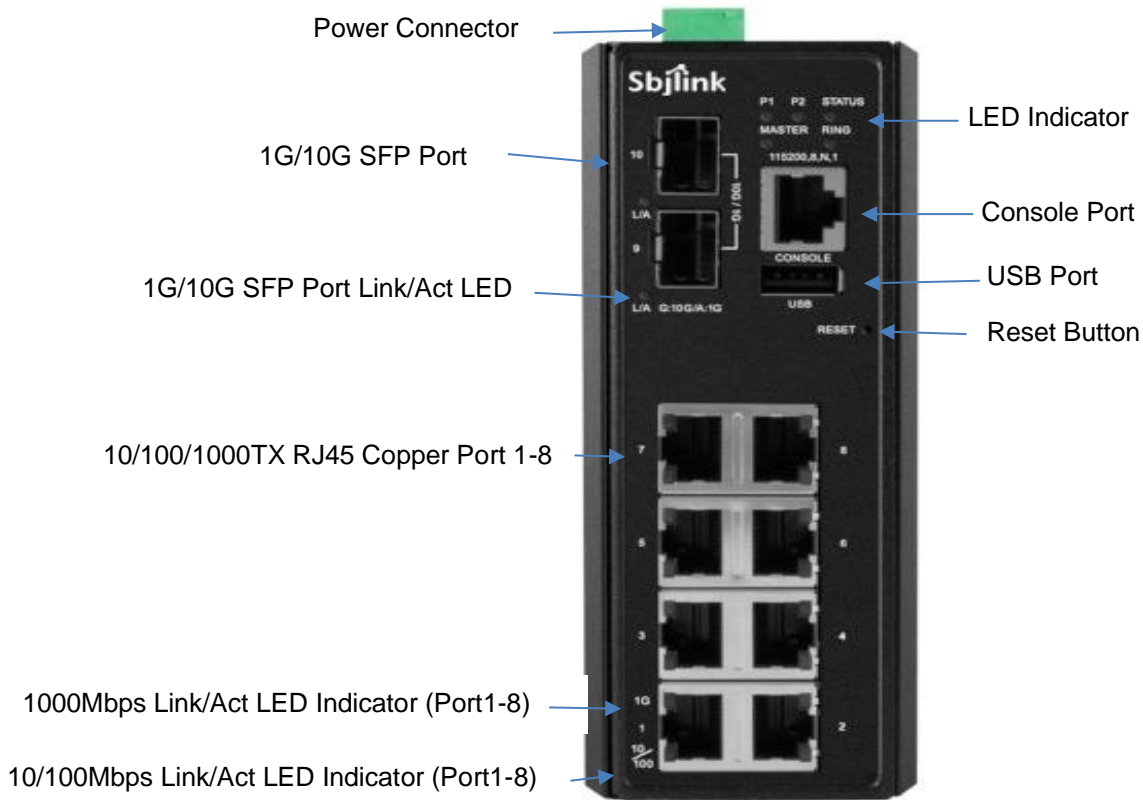 Power Connector
Sbjlink
P1 P2 STATUS
LED Indicator
MASTER RING
1G/10G SFP Port
10
115200,8,N,1
10G / 1G
L/A
Console Port
9
CONSOLE
1G/10G SFP Port Link/Act LED
USB Port
L/A G:10G/A:1G
USB
RESET
Reset Button
10/100/1000TX RJ45 Copper Port 1-8
7
8
5
6
3
4
1000Mbps Link/Act LED Indicator (Port1-8)
1G
1
2
10/100
10/100Mbps Link/Act LED Indicator (Port1-8)